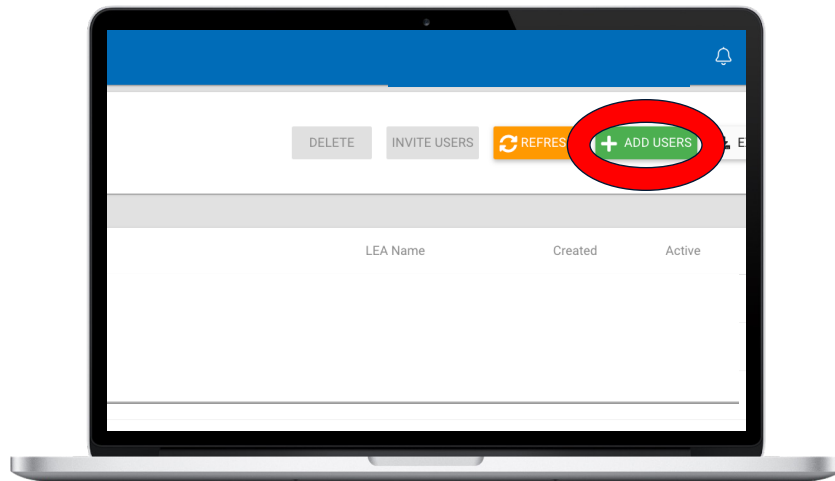 DELETE INVITE USERS REFRES ADD USERS E
LEA Name Created Active